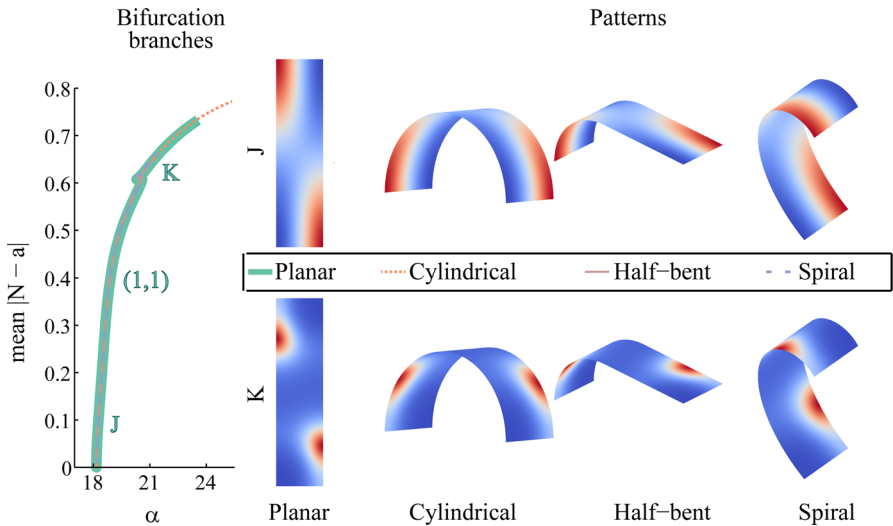 Bifurcation
branches
Patterns
0.8
0.7
0.6
0.5
0.4
0.3
0.2
0.1
0
mean |N − a|
18
21
24
α
K
(1,1)
J
J
Planar
Cylindrical
Half−bent
Spiral
K
Planar
Cylindrical
Half−bent
Spiral